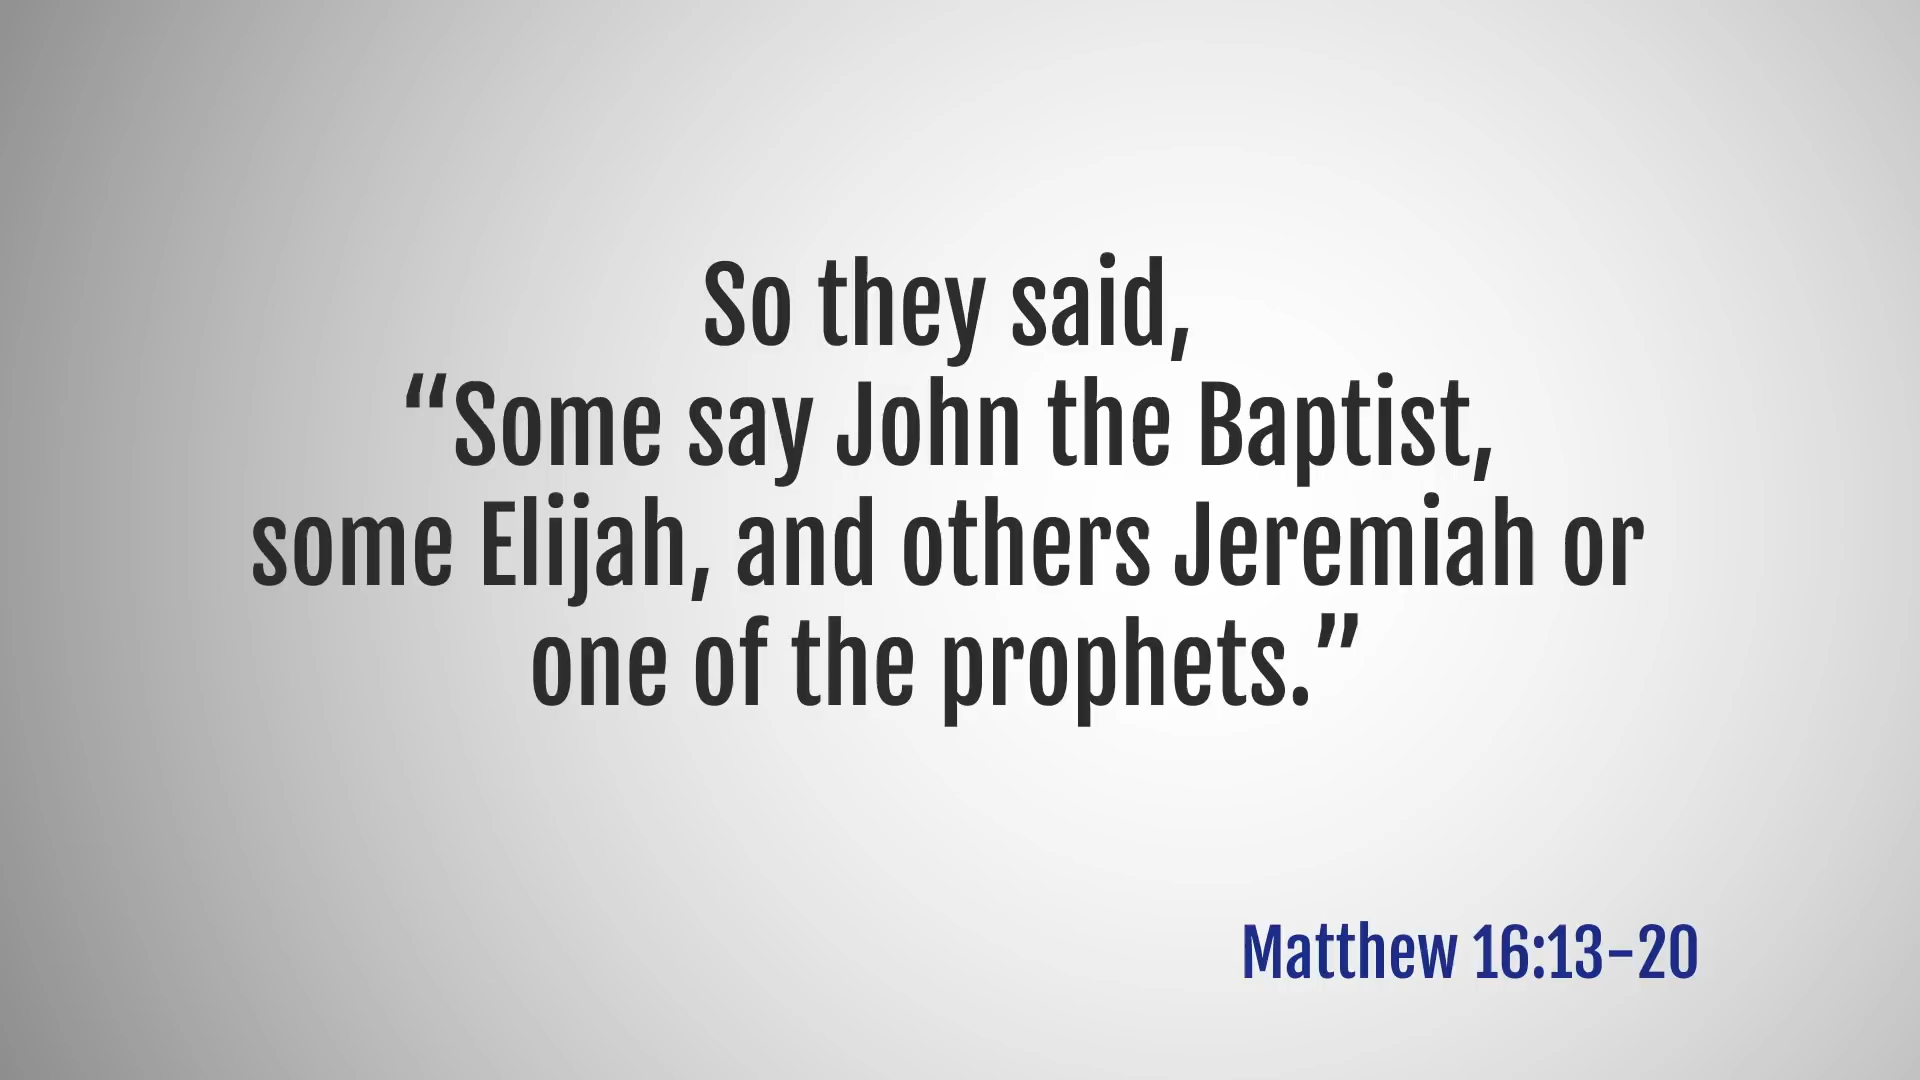 So they said,
“Some say John the Baptist,
some Elijah, and others Jeremiah or
one of the prophets.”
Matthew 16:13–20